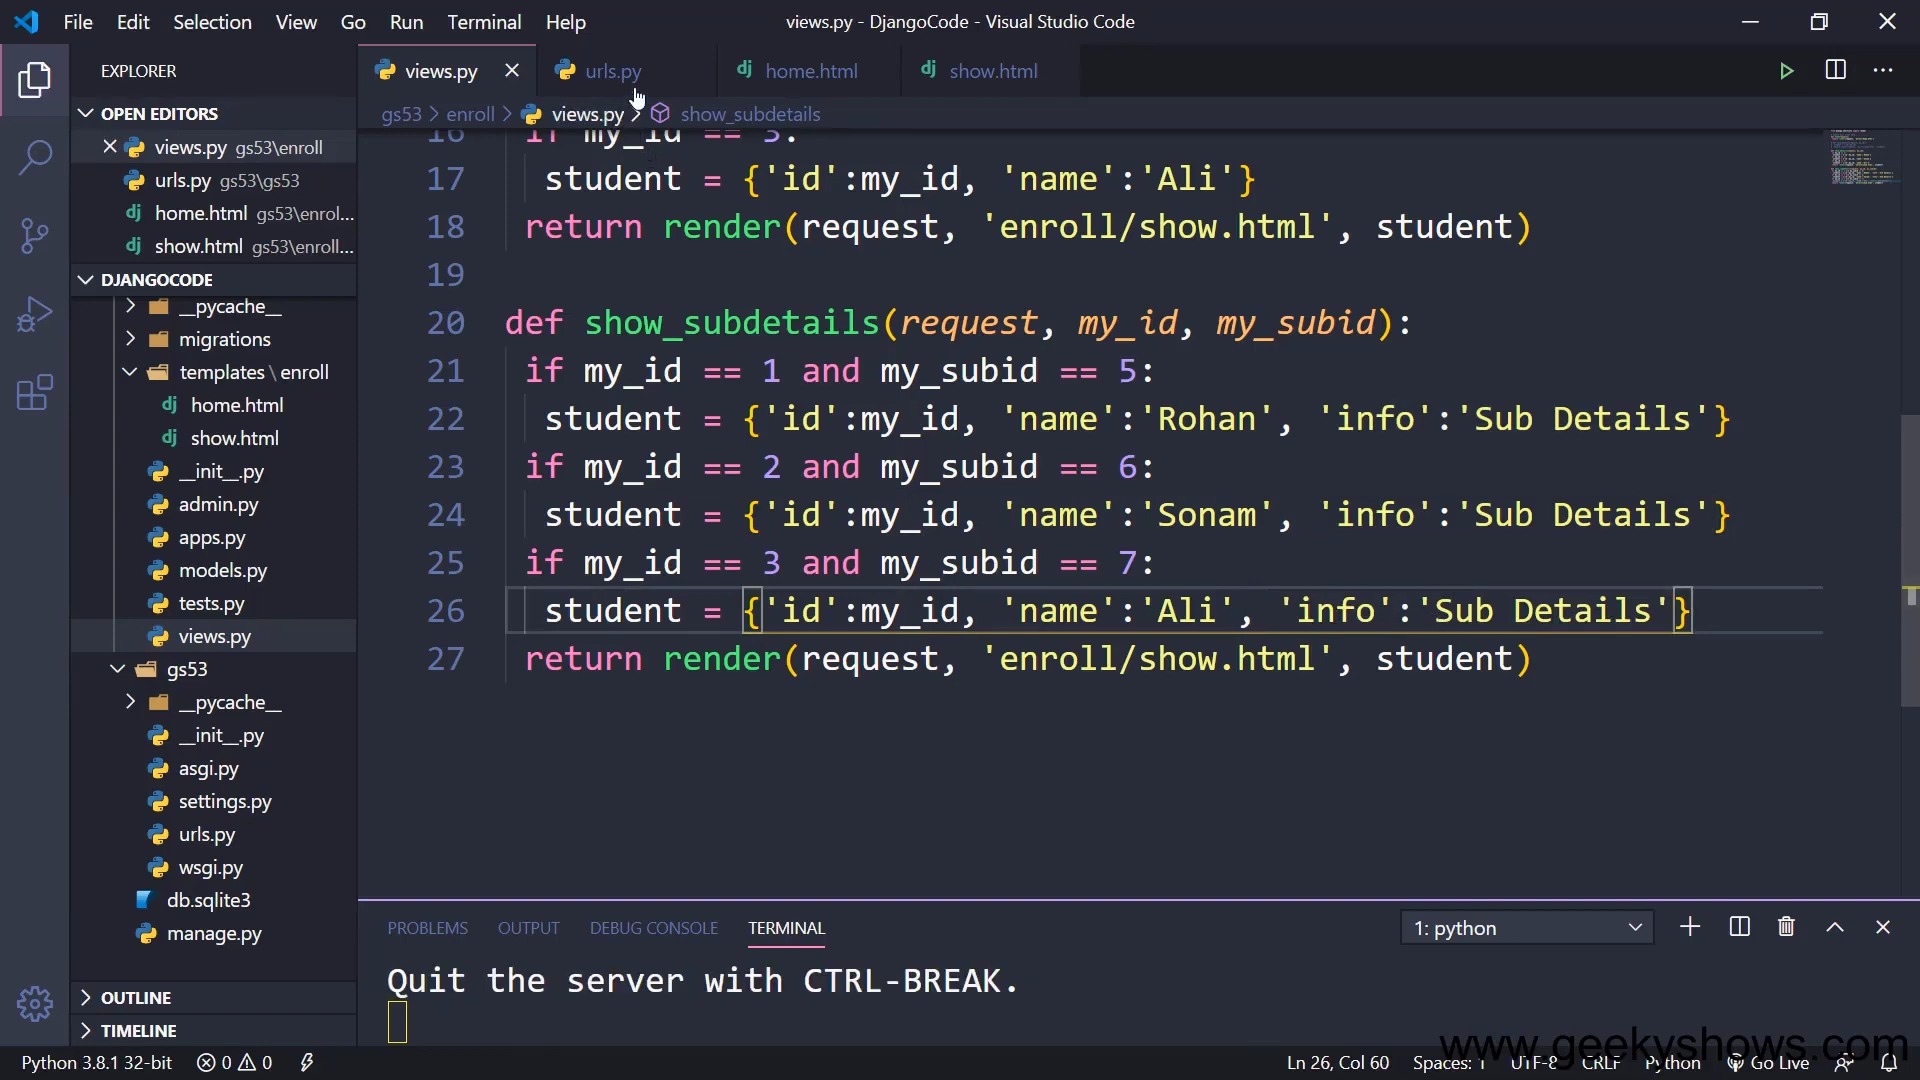 File Edit Selection View Go Run Terminal Help
views.py - DjangoCode - Visual Studio Code
EXPLORER
OPEN EDITORS
views.py gs53\enroll
urls.py gs53\gs53
home.html gs53\enrol...
show.html gs53\enroll...
DJANGOCODE
__pycache__
migrations
templates \ enroll
home.html
show.html
__init__.py
admin.py
apps.py
models.py
tests.py
views.py
gs53
__pycache__
__init__.py
asgi.py
settings.py
urls.py
wsgi.py
db.sqlite3
manage.py
OUTLINE
TIMELINE
views.py urls.py home.html show.html
gs53 > enroll > views.py > show_subdetails
16 if my_id == 3:
17 student = {'id':my_id, 'name':'Ali'}
18 return render(request, 'enroll/show.html', student)
19
20 def show_subdetails(request, my_id, my_subid):
21 if my_id == 1 and my_subid == 5:
22 student = {'id':my_id, 'name':'Rohan', 'info':'Sub Details'}
23 if my_id == 2 and my_subid == 6:
24 student = {'id':my_id, 'name':'Sonam', 'info':'Sub Details'}
25 if my_id == 3 and my_subid == 7:
26 student = {'id':my_id, 'name':'Ali', 'info':'Sub Details'}
27 return render(request, 'enroll/show.html', student)
PROBLEMS OUTPUT DEBUG CONSOLE TERMINAL 1: python
Quit the server with CTRL-BREAK.
www.geekyshows.com
Python 3.8.1 32-bit 0 0 Ln 26, Col 60 Spaces: 1 UTF-8 CRLF Python Go Live